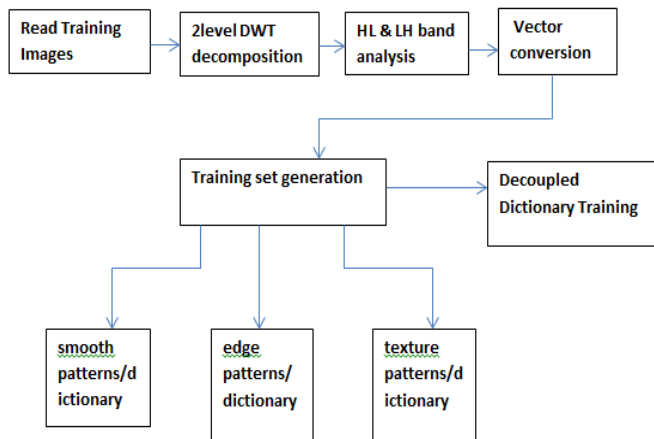 Read Training
Images
2level DWT
decomposition
HL & LH band
analysis
Vector
conversion
Training set generation
Decoupled
Dictionary Training
smooth
patterns/d
ictionary
edge
patterns/
dictionary
texture
patterns/d
ictionary